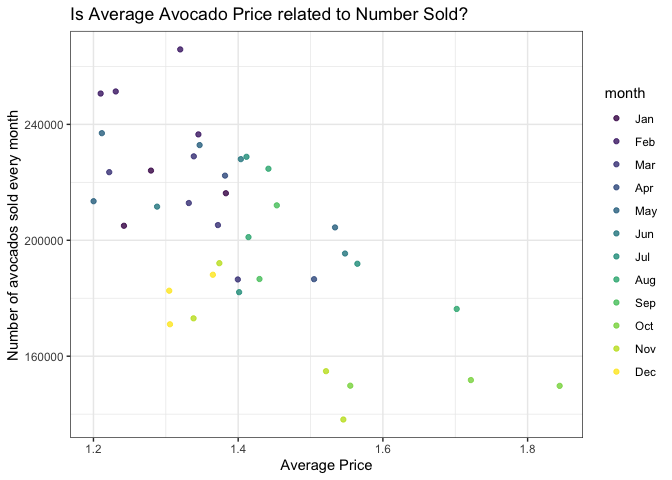 Is Average Avocado Price related to Number Sold?
Number of avocados sold every month
240000
200000
160000
1.2
1.4
1.6
1.8
Average Price
month
Jan
Feb
Mar
Apr
May
Jun
Jul
Aug
Sep
Oct
Nov
Dec